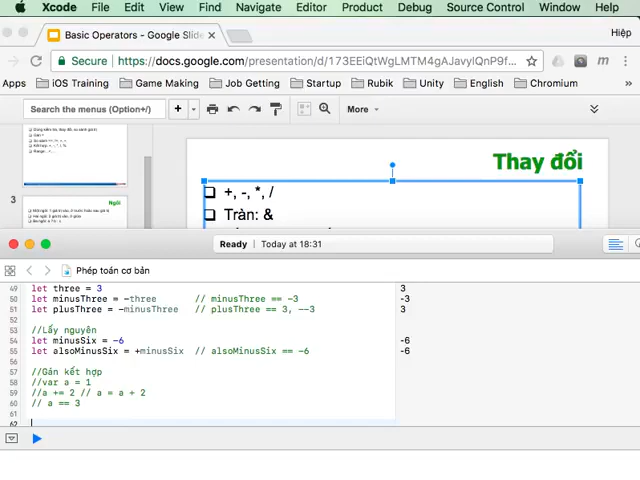 Xcode File Edit View Find Navigate Editor Product Debug Source Control Window Help
Basic Operators - Google Slide Hiệp
Secure https://docs.google.com/presentation/d/173EEiQtWgLMTM4gAJavyIQnP9f...
Apps iOS Training Game Making Job Getting Startup Rubik Unity English Chromium
Search the menus (Option+/) More
3
Ngôi
Thay đổi
+, -, *, /
Tràn: &
Ready Today at 18:31
Phép toán cơ bản
49 let three = 3 3
50 let minusThree = -three // minusThree == -3 -3
51 let plusThree = -minusThree // plusThree == 3, --3 3
52
53 //Lấy nguyên
54 let minusSix = -6 -6
55 let alsoMinusSix = +minusSix // alsoMinusSix == -6 -6
56
57 //Gán kết hợp
58 //var a = 1
59 //a += 2 // a = a + 2
60 // a == 3
61
62